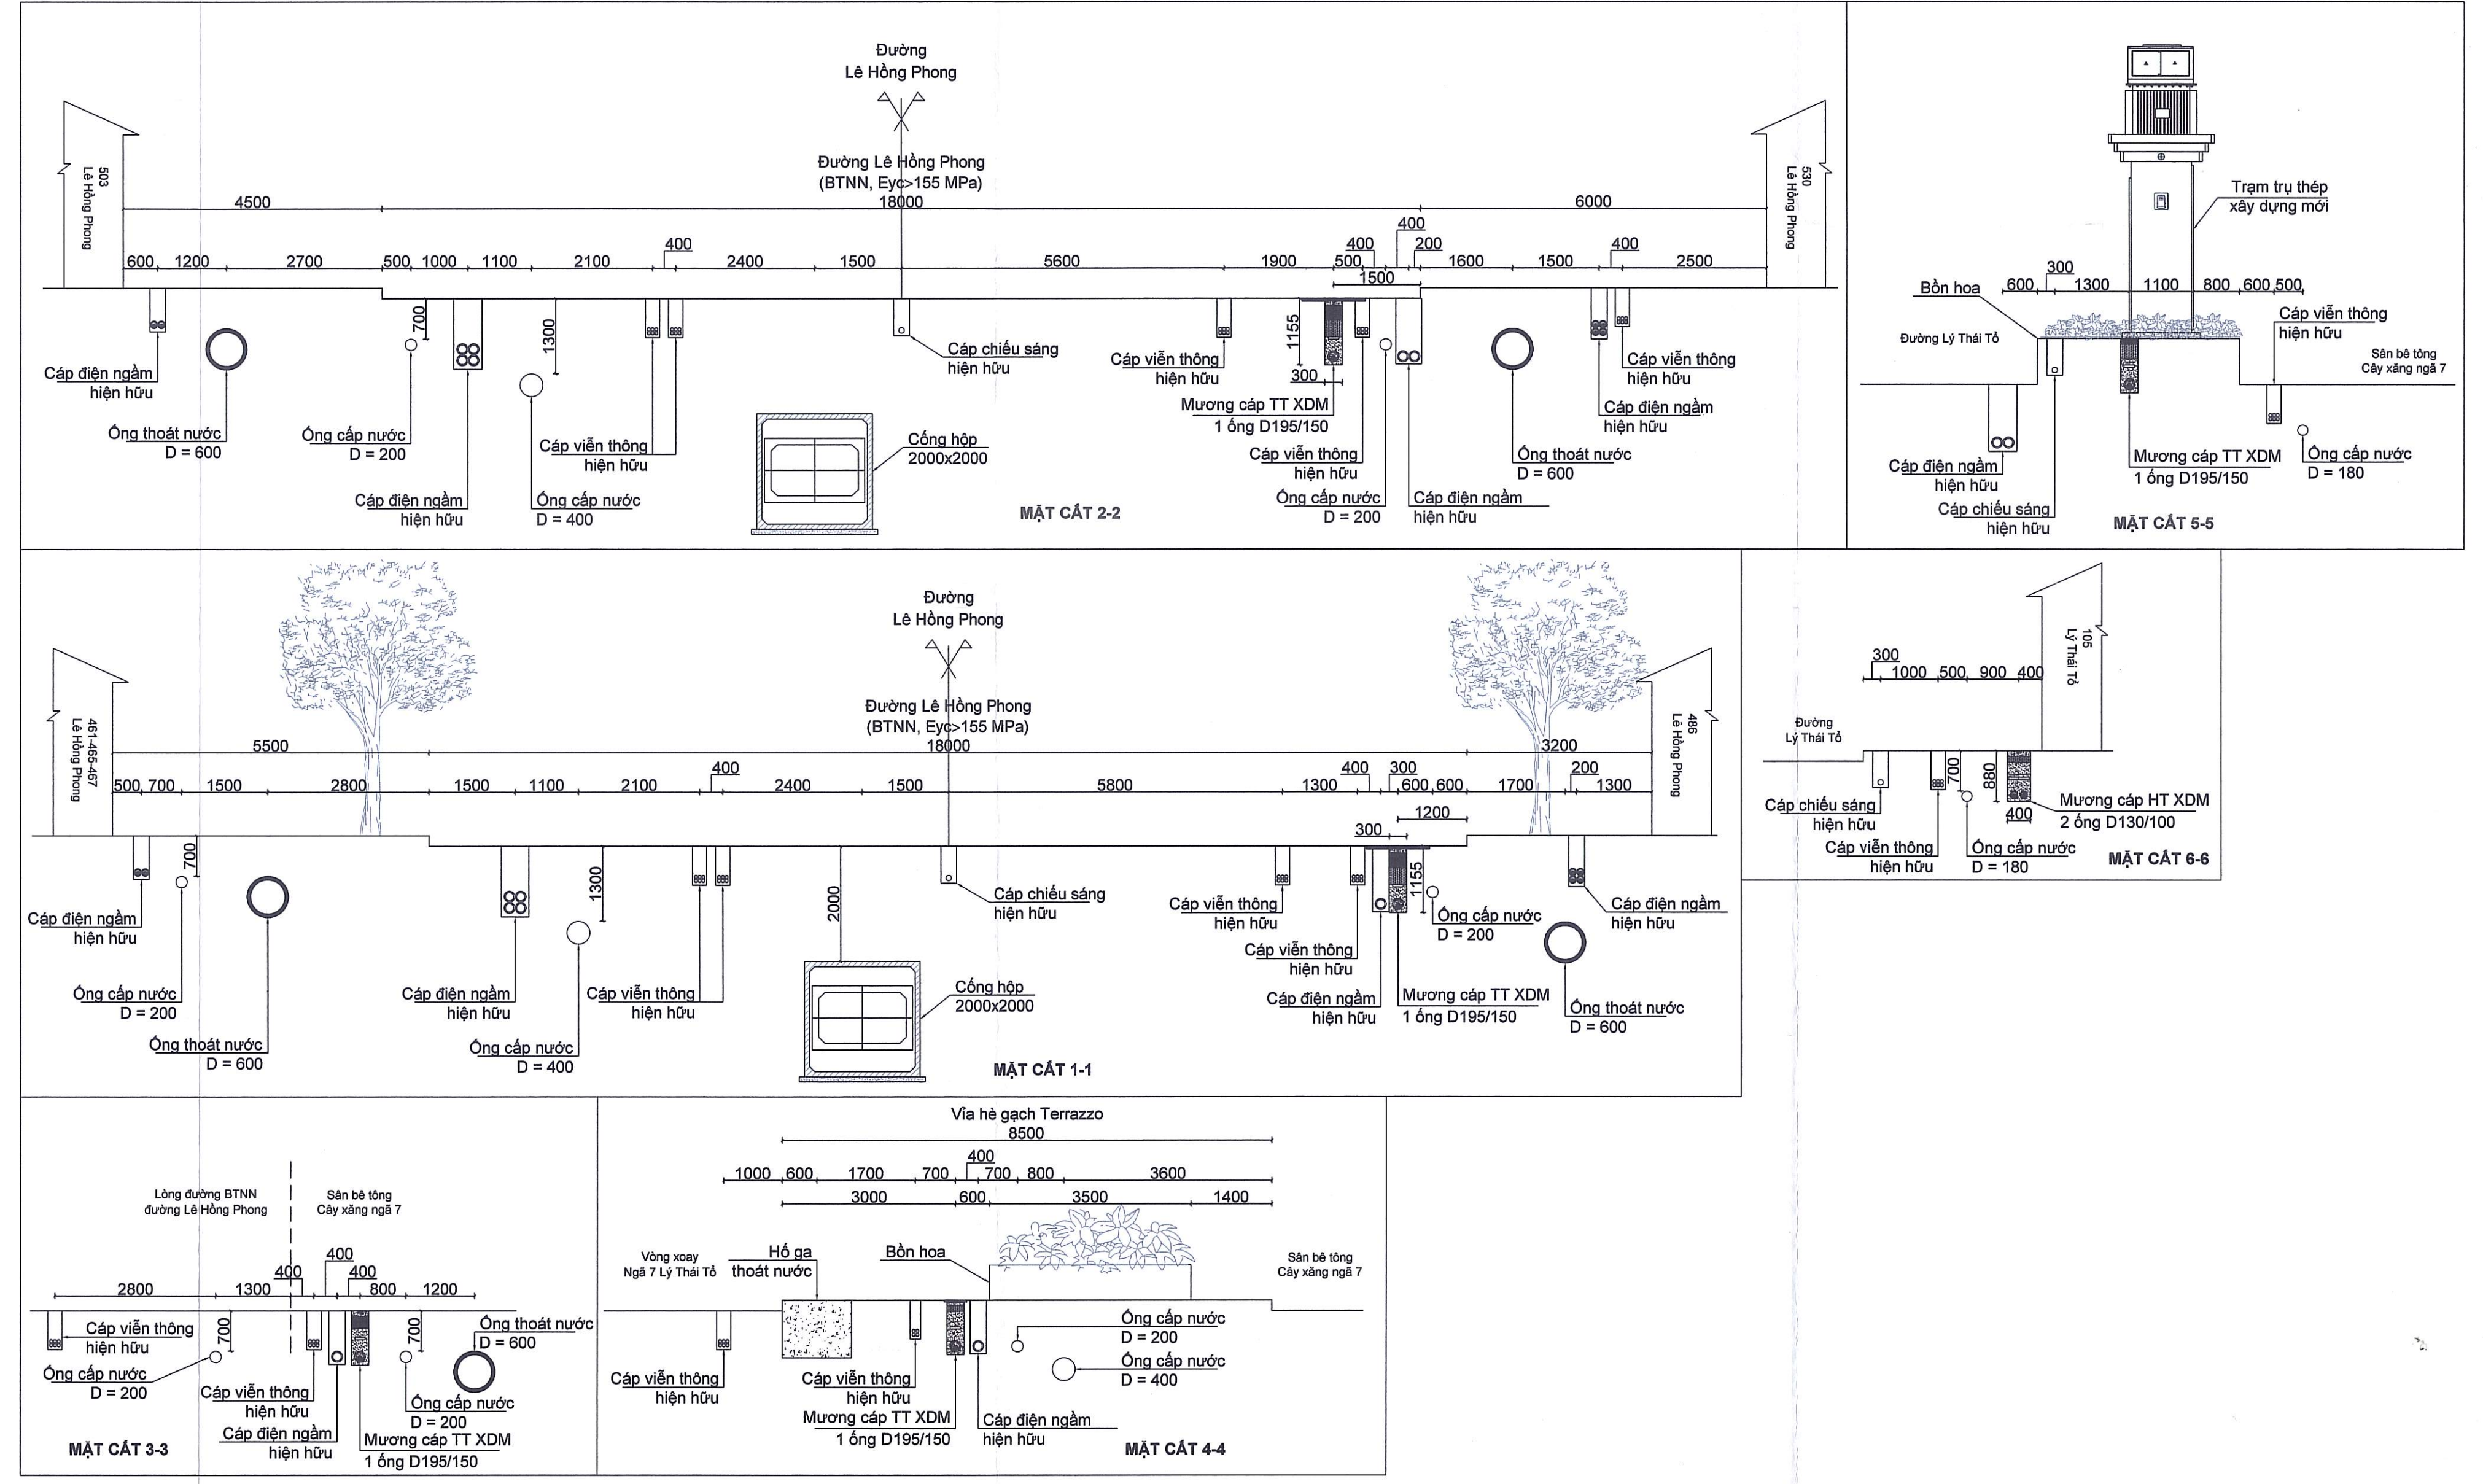 Đường
Lê Hồng Phong
Đường Lê Hồng Phong
(BTNN, Eyc>155 MPa)
503
Lê Hồng Phong
530
Lê Hồng Phong
4500
18000
6000
600
1200
2700
500
1000
1100
2100
400
2400
1500
5600
1900
500
400
400
200
1500
1600
1500
400
2500
700
1300
1155
300
Cáp điện ngầm
hiện hữu
Ống thoát nước
D = 600
Ống cấp nước
D = 200
Cáp điện ngầm
hiện hữu
Ống cấp nước
D = 400
Cáp viễn thông
hiện hữu
Cáp chiếu sáng
hiện hữu
Cống hộp
2000x2000
Cáp viễn thông
hiện hữu
Mương cáp TT XDM
1 ống D195/150
Cáp viễn thông
hiện hữu
Ống cấp nước
D = 200
Cáp điện ngầm
hiện hữu
Ống thoát nước
D = 600
Cáp điện ngầm
hiện hữu
Cáp viễn thông
hiện hữu
MẶT CẮT 2-2
Trạm trụ thép
xây dựng mới
Bồn hoa
600
300
1300
1100
800
600
500
Cáp viễn thông
hiện hữu
Đường Lý Thái Tổ
Sân bê tông
Cây xăng ngã 7
Cáp điện ngầm
hiện hữu
Cáp chiếu sáng
hiện hữu
Mương cáp TT XDM
1 ống D195/150
Ống cấp nước
D = 180
MẶT CẮT 5-5
Đường
Lê Hồng Phong
Đường Lê Hồng Phong
(BTNN, Eyc>155 MPa)
461-465-467
Lê Hồng Phong
486
Lê Hồng Phong
5500
18000
3200
500
700
1500
2800
1500
1100
2100
400
2400
1500
5800
1300
400
300
600
600
1700
200
1300
1200
300
700
1300
2000
1155
Cáp điện ngầm
hiện hữu
Ống cấp nước
D = 200
Ống thoát nước
D = 600
Cáp điện ngầm
hiện hữu
Ống cấp nước
D = 400
Cáp viễn thông
hiện hữu
Cáp chiếu sáng
hiện hữu
Cống hộp
2000x2000
Cáp viễn thông
hiện hữu
Cáp viễn thông
hiện hữu
Cáp điện ngầm
hiện hữu
Mương cáp TT XDM
1 ống D195/150
Ống cấp nước
D = 200
Cáp điện ngầm
hiện hữu
Ống thoát nước
D = 600
MẶT CẮT 1-1
105
Lý Thái Tổ
300
1000
500
900
400
Đường
Lý Thái Tổ
700
880
400
Cáp chiếu sáng
hiện hữu
Cáp viễn thông
hiện hữu
Ống cấp nước
D = 180
Mương cáp HT XDM
2 ống D130/100
MẶT CẮT 6-6
Lòng đường BTNN
đường Lê Hồng Phong
Sân bê tông
Cây xăng ngã 7
2800
1300
400
400
400
800
1200
700
700
Cáp viễn thông
hiện hữu
Ống cấp nước
D = 200
Cáp viễn thông
hiện hữu
Cáp điện ngầm
hiện hữu
Mương cáp TT XDM
1 ống D195/150
Ống cấp nước
D = 200
Ống thoát nước
D = 600
MẶT CẮT 3-3
Vỉa hè gạch Terrazzo
8500
1000
600
1700
700
400
700
800
3600
3000
600
3500
1400
Vòng xoay
Ngã 7 Lý Thái Tổ
Hố ga
thoát nước
Bồn hoa
Sân bê tông
Cây xăng ngã 7
Cáp viễn thông
hiện hữu
Cáp viễn thông
hiện hữu
Mương cáp TT XDM
1 ống D195/150
Cáp điện ngầm
hiện hữu
Ống cấp nước
D = 200
Ống cấp nước
D = 400
MẶT CẮT 4-4